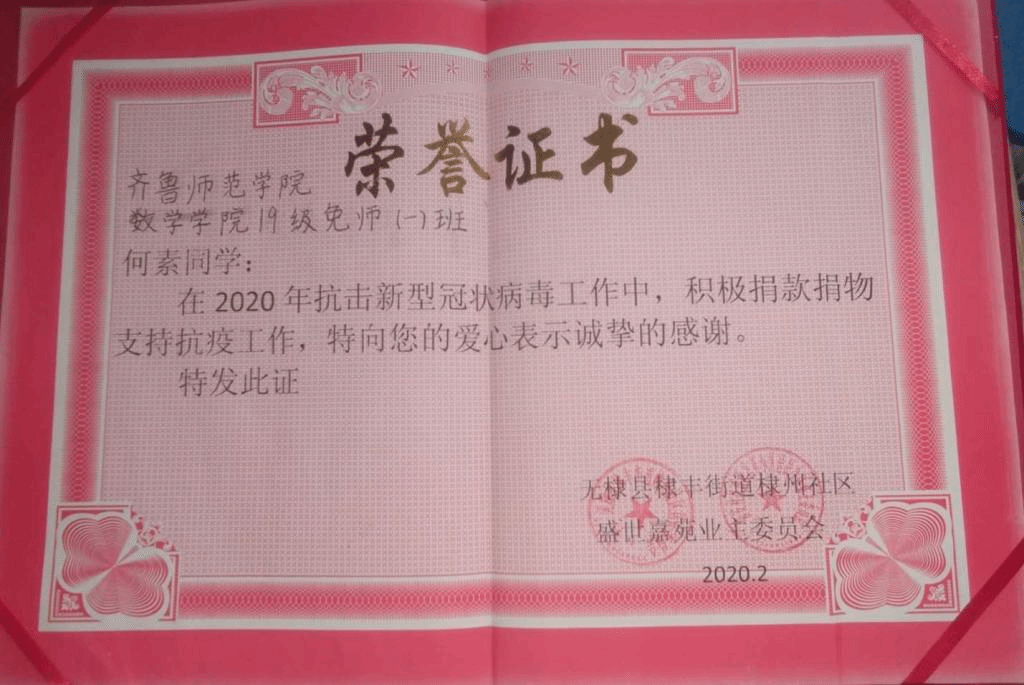 荣誉证书
齐鲁师范学院
数学学院19级免师(一)班
何素同学:
在2020年抗击新型冠状病毒工作中，积极捐款捐物
支持抗疫工作，特向您的爱心表示诚挚的感谢。
特发此证
无棣县棣丰街道棣州社区
盛世嘉苑业主委员会
2020.2